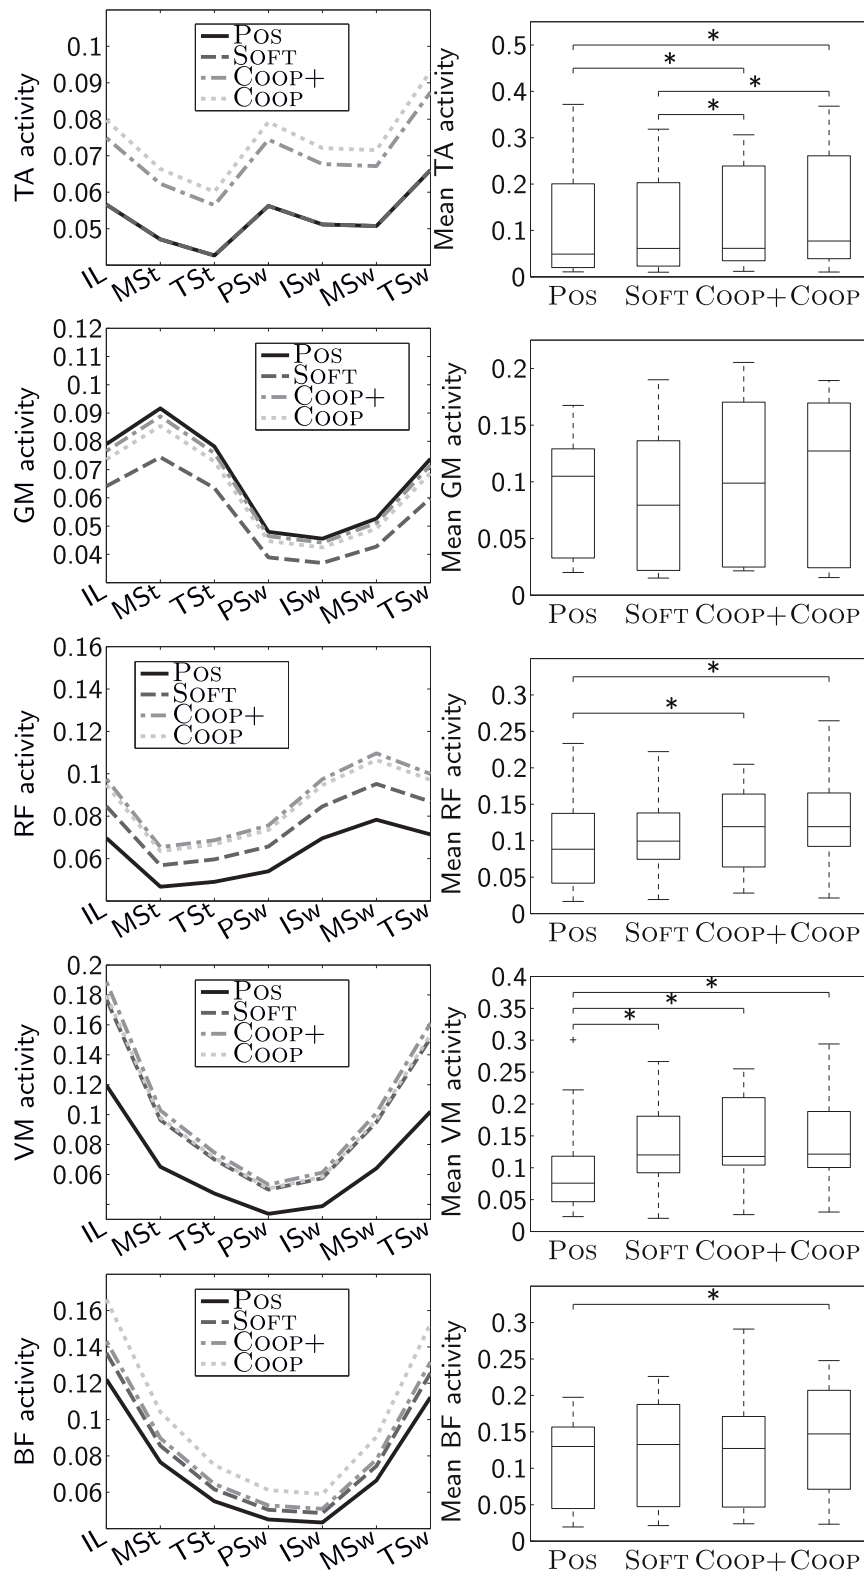 TA activity
0.1
0.09
0.08
0.07
0.06
0.05
POS
SOFT
COOP+
COOP
IL
MSt
TSt
PSw
ISw
MSw
TSw
Mean TA activity
0.5
0.4
0.3
0.2
0.1
0
*
*
*
*
POS SOFT COOP+ COOP
GM activity
0.12
0.11
0.1
0.09
0.08
0.07
0.06
0.05
0.04
POS
SOFT
COOP+
COOP
IL
MSt
TSt
PSw
ISw
MSw
TSw
Mean GM activity
0.2
0.15
0.1
0.05
0
POS SOFT COOP+ COOP
RF activity
0.16
0.14
0.12
0.1
0.08
0.06
POS
SOFT
COOP+
COOP
IL
MSt
TSt
PSw
ISw
MSw
TSw
Mean RF activity
0.3
0.25
0.2
0.15
0.1
0.05
0
*
*
POS SOFT COOP+ COOP
VM activity
0.2
0.18
0.16
0.14
0.12
0.1
0.08
0.06
POS
SOFT
COOP+
COOP
IL
MSt
TSt
PSw
ISw
MSw
TSw
Mean VM activity
0.4
0.35
0.3
0.25
0.2
0.15
0.1
0.05
0
*
*
*
POS SOFT COOP+ COOP
BF activity
0.16
0.14
0.12
0.1
0.08
0.06
POS
SOFT
COOP+
COOP
IL
MSt
TSt
PSw
ISw
MSw
TSw
Mean BF activity
0.3
0.25
0.2
0.15
0.1
0.05
0
*
POS SOFT COOP+ COOP